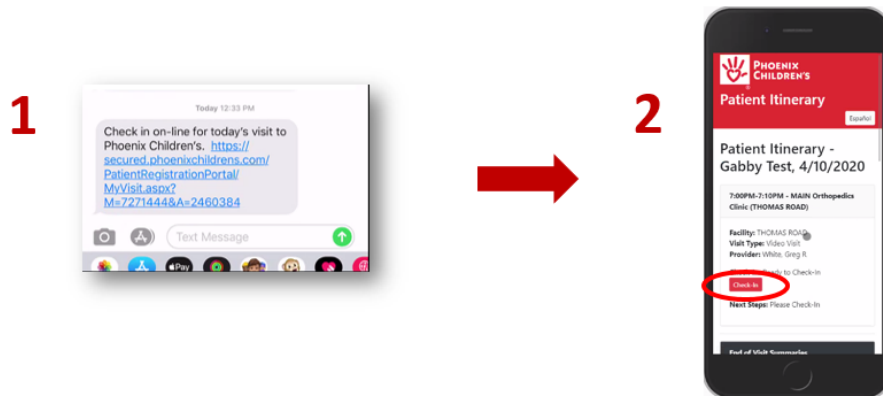 1
Today 12:33 PM
Check in on-line for today's visit to
Phoenix Children's. https://
secured.phoenixchildrens.com/
PatientRegistrationPortal/
MyVisit.aspx?
M=7271444&A=2460384
Text Message
Pay
2
PHOENIX
CHILDREN'S
Patient Itinerary
Español
Patient Itinerary -
Gabby Test, 4/10/2020
7:00PM-7:10PM - MAIN Orthopedics
Clinic (THOMAS ROAD)
Facility: THOMAS ROAD
Visit Type: Video Visit
Provider: White, Greg R
Ready to Check-In
Check-In
Next Steps: Please Check-In
End of Visit Summaries